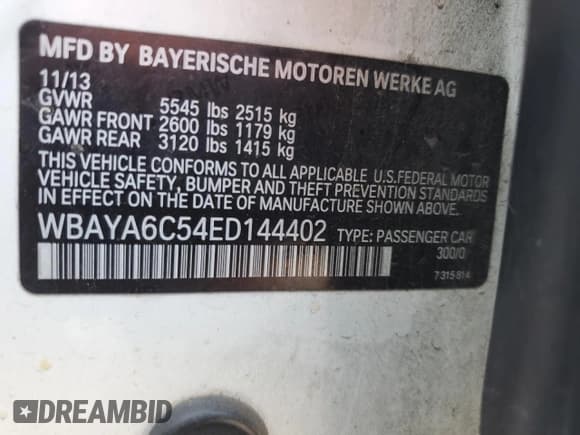 MFD BY BAYERISCHE MOTOREN WERKE AG
11/13
GVWR 5545 lbs 2515 kg
GAWR FRONT 2600 lbs 1179 kg
GAWR REAR 3120 lbs 1415 kg
THIS VEHICLE CONFORMS TO ALL APPLICABLE U.S.FEDERAL MOTOR
VEHICLE SAFETY, BUMPER AND THEFT PREVENTION STANDARDS
IN EFFECT ON THE DATE OF MANUFACTURE SHOWN ABOVE.
WBAYA6C54ED144402 TYPE: PASSENGER CAR
300/0
7315814
DREAMBID